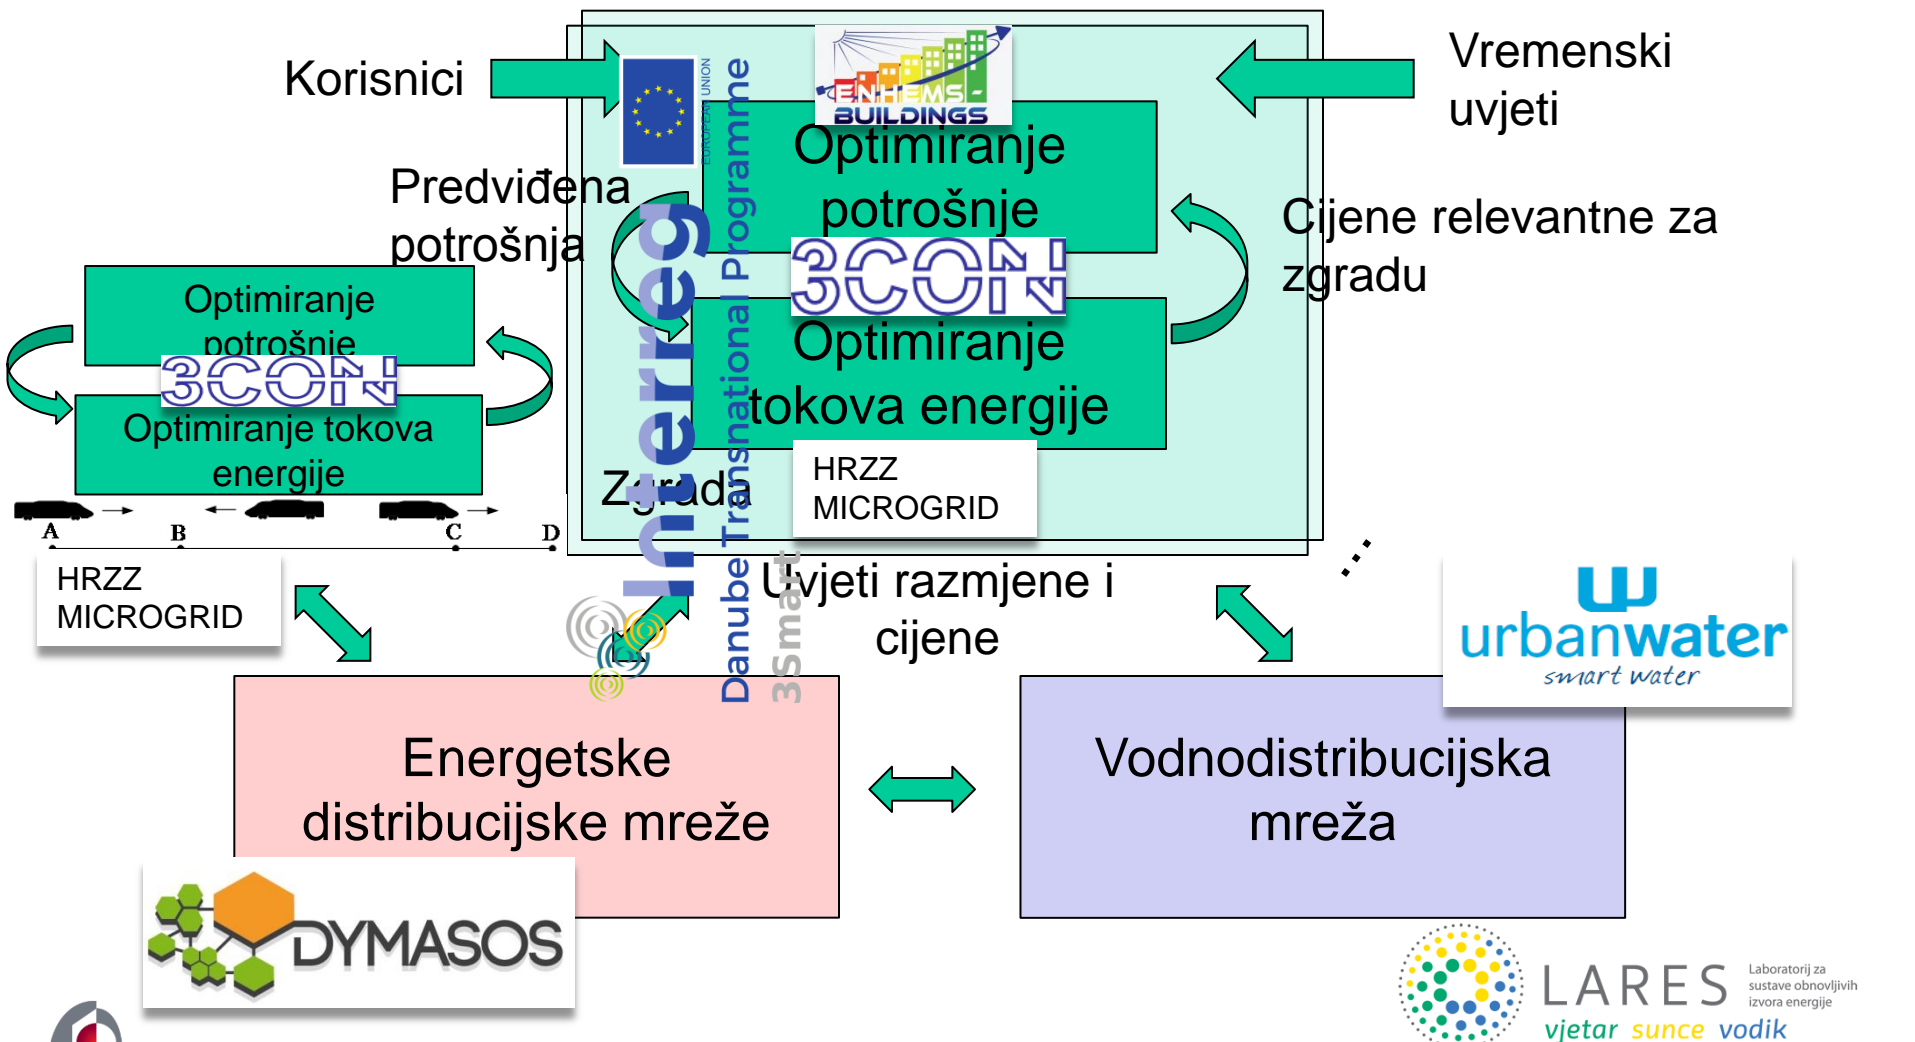 Korisnici
Vremenski
uvjeti
ENHEMS-
BUILDINGS
EUROPEAN UNION
Interreg
Danube Transnational Programme
3Smart
Optimiranje
potrošnje
3CON
Optimiranje
tokova energije
Predviđena
potrošnja
Cijene relevantne za
zgradu
Zgrada
HRZZ
MICROGRID
Optimiranje
potrošnje
3CON
Optimiranje tokova
energije
A B C D
HRZZ
MICROGRID
Uvjeti razmjene i
cijene
urbanwater
smart water
Energetske
distribucijske mreže
Vodnodistribucijska
mreža
DYMASOS
LARES
Laboratorij za
sustave obnovljivih
izvora energije
vjetar sunce vodik